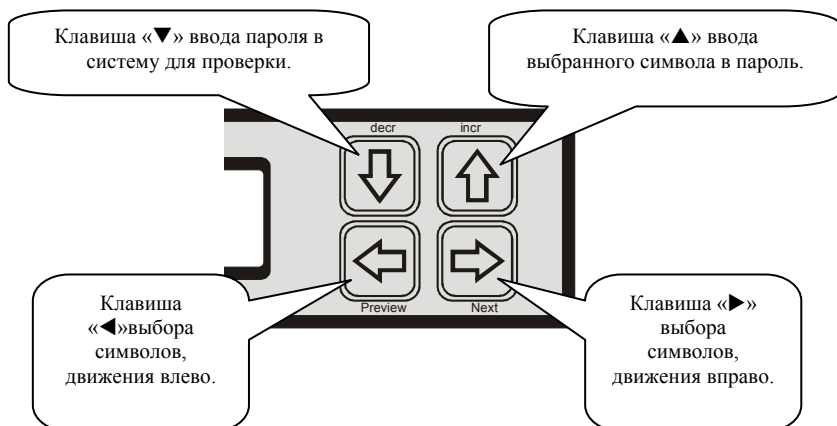 Клавиша «▼» ввода пароля в
систему для проверки.
Клавиша «▲» ввода
выбранного символа в пароль.
decr
incr
Preview
Next
Клавиша
«◄»выбора
символов,
движения влево.
Клавиша «►»
выбора
символов,
движения вправо.